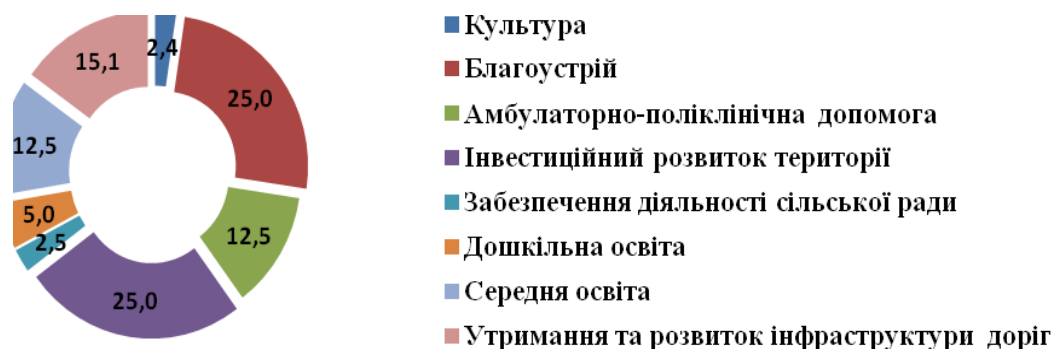 2,4
25,0
12,5
25,0
2,5
5,0
12,5
15,1
Культура
Благоустрій
Амбулаторно-поліклінічна допомога
Інвестиційний розвиток території
Забезпечення діяльності сільської ради
Дошкільна освіта
Середня освіта
Утримання та розвиток інфраструктури доріг